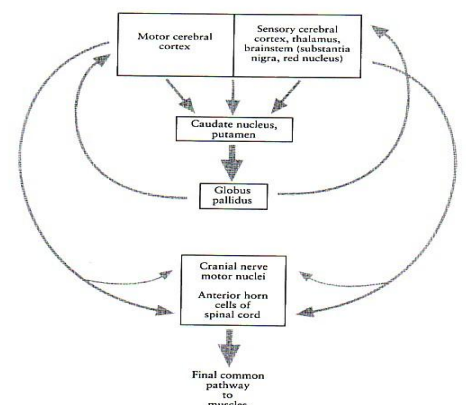 Motor cerebral
cortex
Sensory cerebral
cortex, thalamus,
brainstem (substantia
nigra, red nucleus)
Caudate nucleus,
putamen
Globus
pallidus
Cranial nerve
motor nuclei
Anterior horn
cells of
spinal cord
Final common
pathway
to
muscles